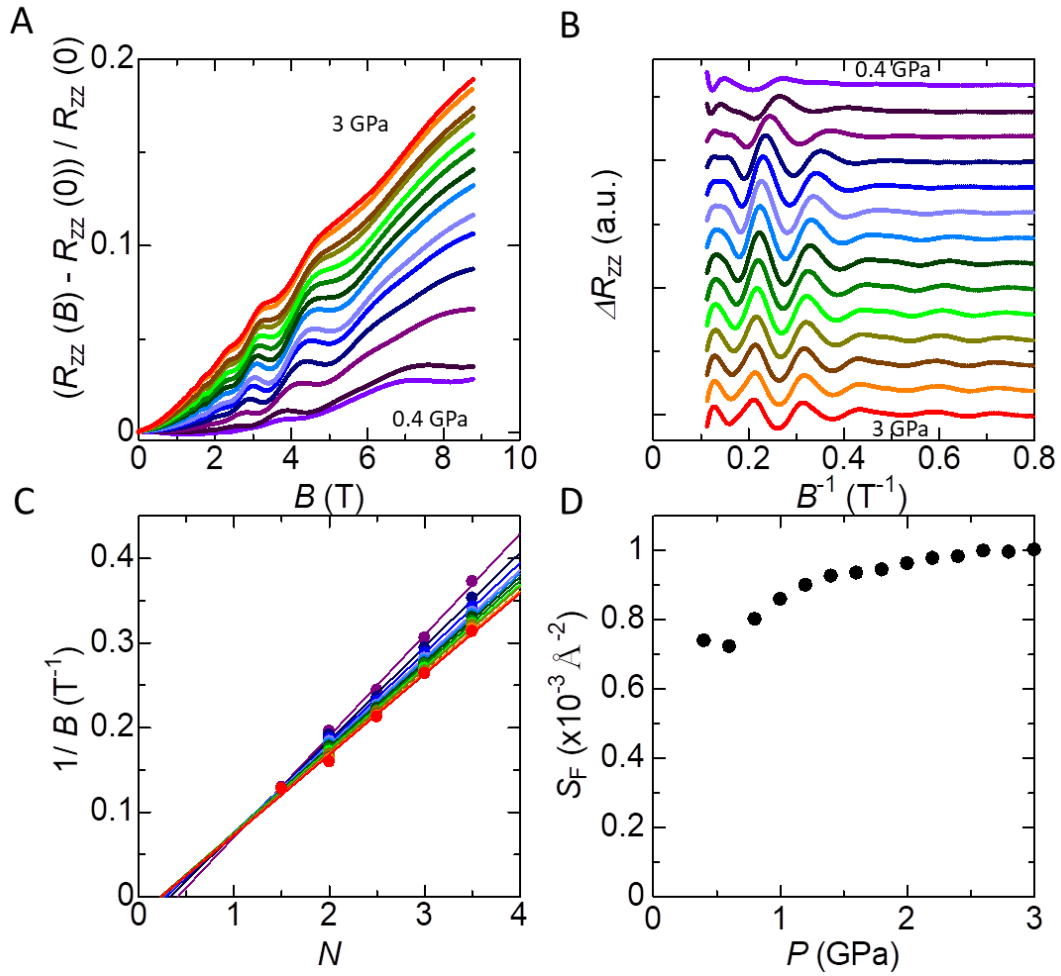 A
(R_ZZ (B) - R_ZZ (0)) / R_ZZ (0)
0.2
0.1
0
3 GPa
0.4 GPa
0 2 4 6 8 10
B (T)
B
ΔR_ZZ (a.u.)
0.4 GPa
3 GPa
0 0.2 0.4 0.6 0.8
B⁻¹ (T⁻¹)
C
1/ B (T⁻¹)
0.4
0.3
0.2
0.1
0
0 1 2 3 4
N
D
S_F (x10⁻³ Å⁻²)
1
0.8
0.6
0.4
0.2
0
0 1 2 3
P (GPa)